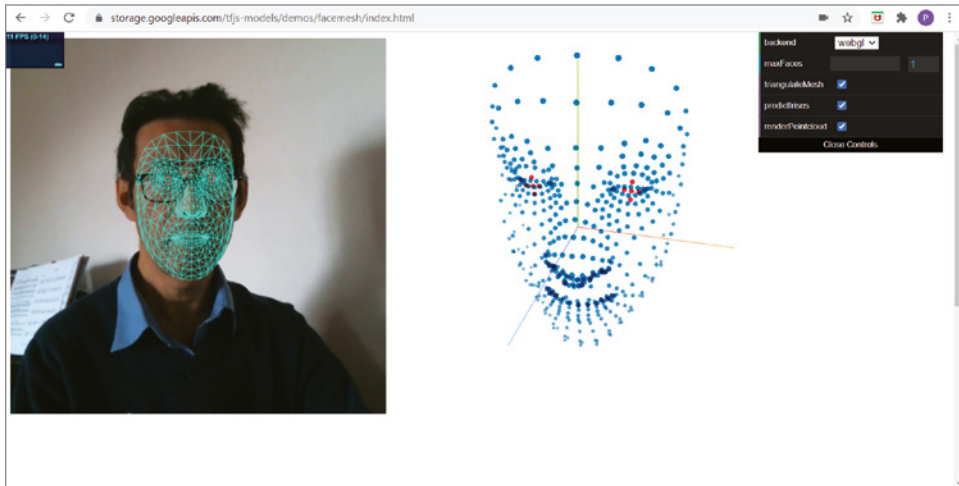 storage.googleapis.com/tfjs-models/demos/facemesh/index.html
P
11 FPS (0-14)
backend webgl
maxFaces 1
triangulateMesh
predictIrises
renderPointcloud
Close Controls